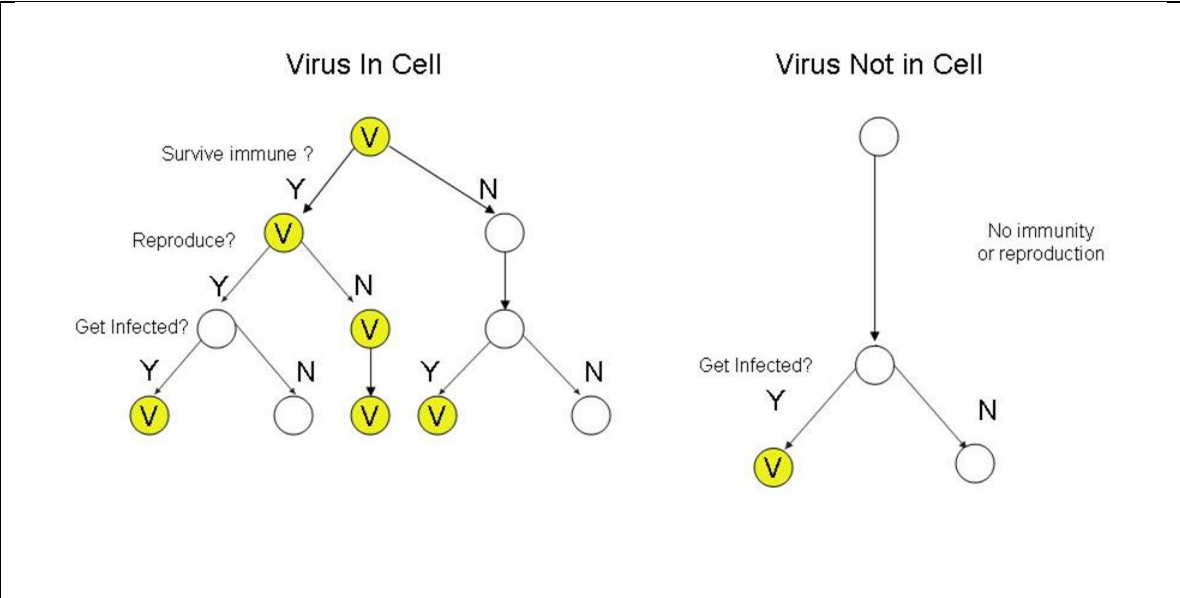 Virus In Cell
Virus Not in Cell
V
Survive immune ?
Y
N
V
Reproduce?
No immunity
or reproduction
Y
N
Get Infected?
V
Y
N
Y
N
V
V
V
Get Infected?
Y
N
V